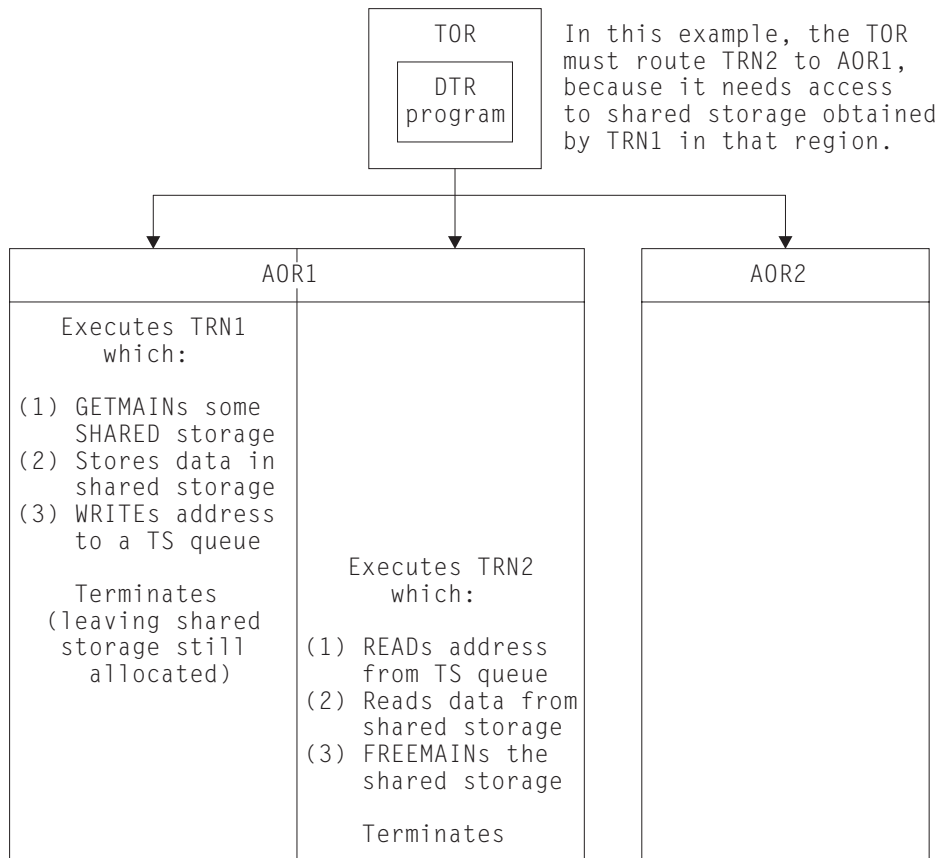 TOR
DTR
program
In this example, the TOR
must route TRN2 to AOR1,
because it needs access
to shared storage obtained
by TRN1 in that region.
AOR1
Executes TRN1
which:
(1) GETMAINs some
SHARED storage
(2) Stores data in
shared storage
(3) WRITEs address
to a TS queue
Terminates
(leaving shared
storage still
allocated)
Executes TRN2
which:
(1) READs address
from TS queue
(2) Reads data from
shared storage
(3) FREEMAINs the
shared storage
Terminates
AOR2